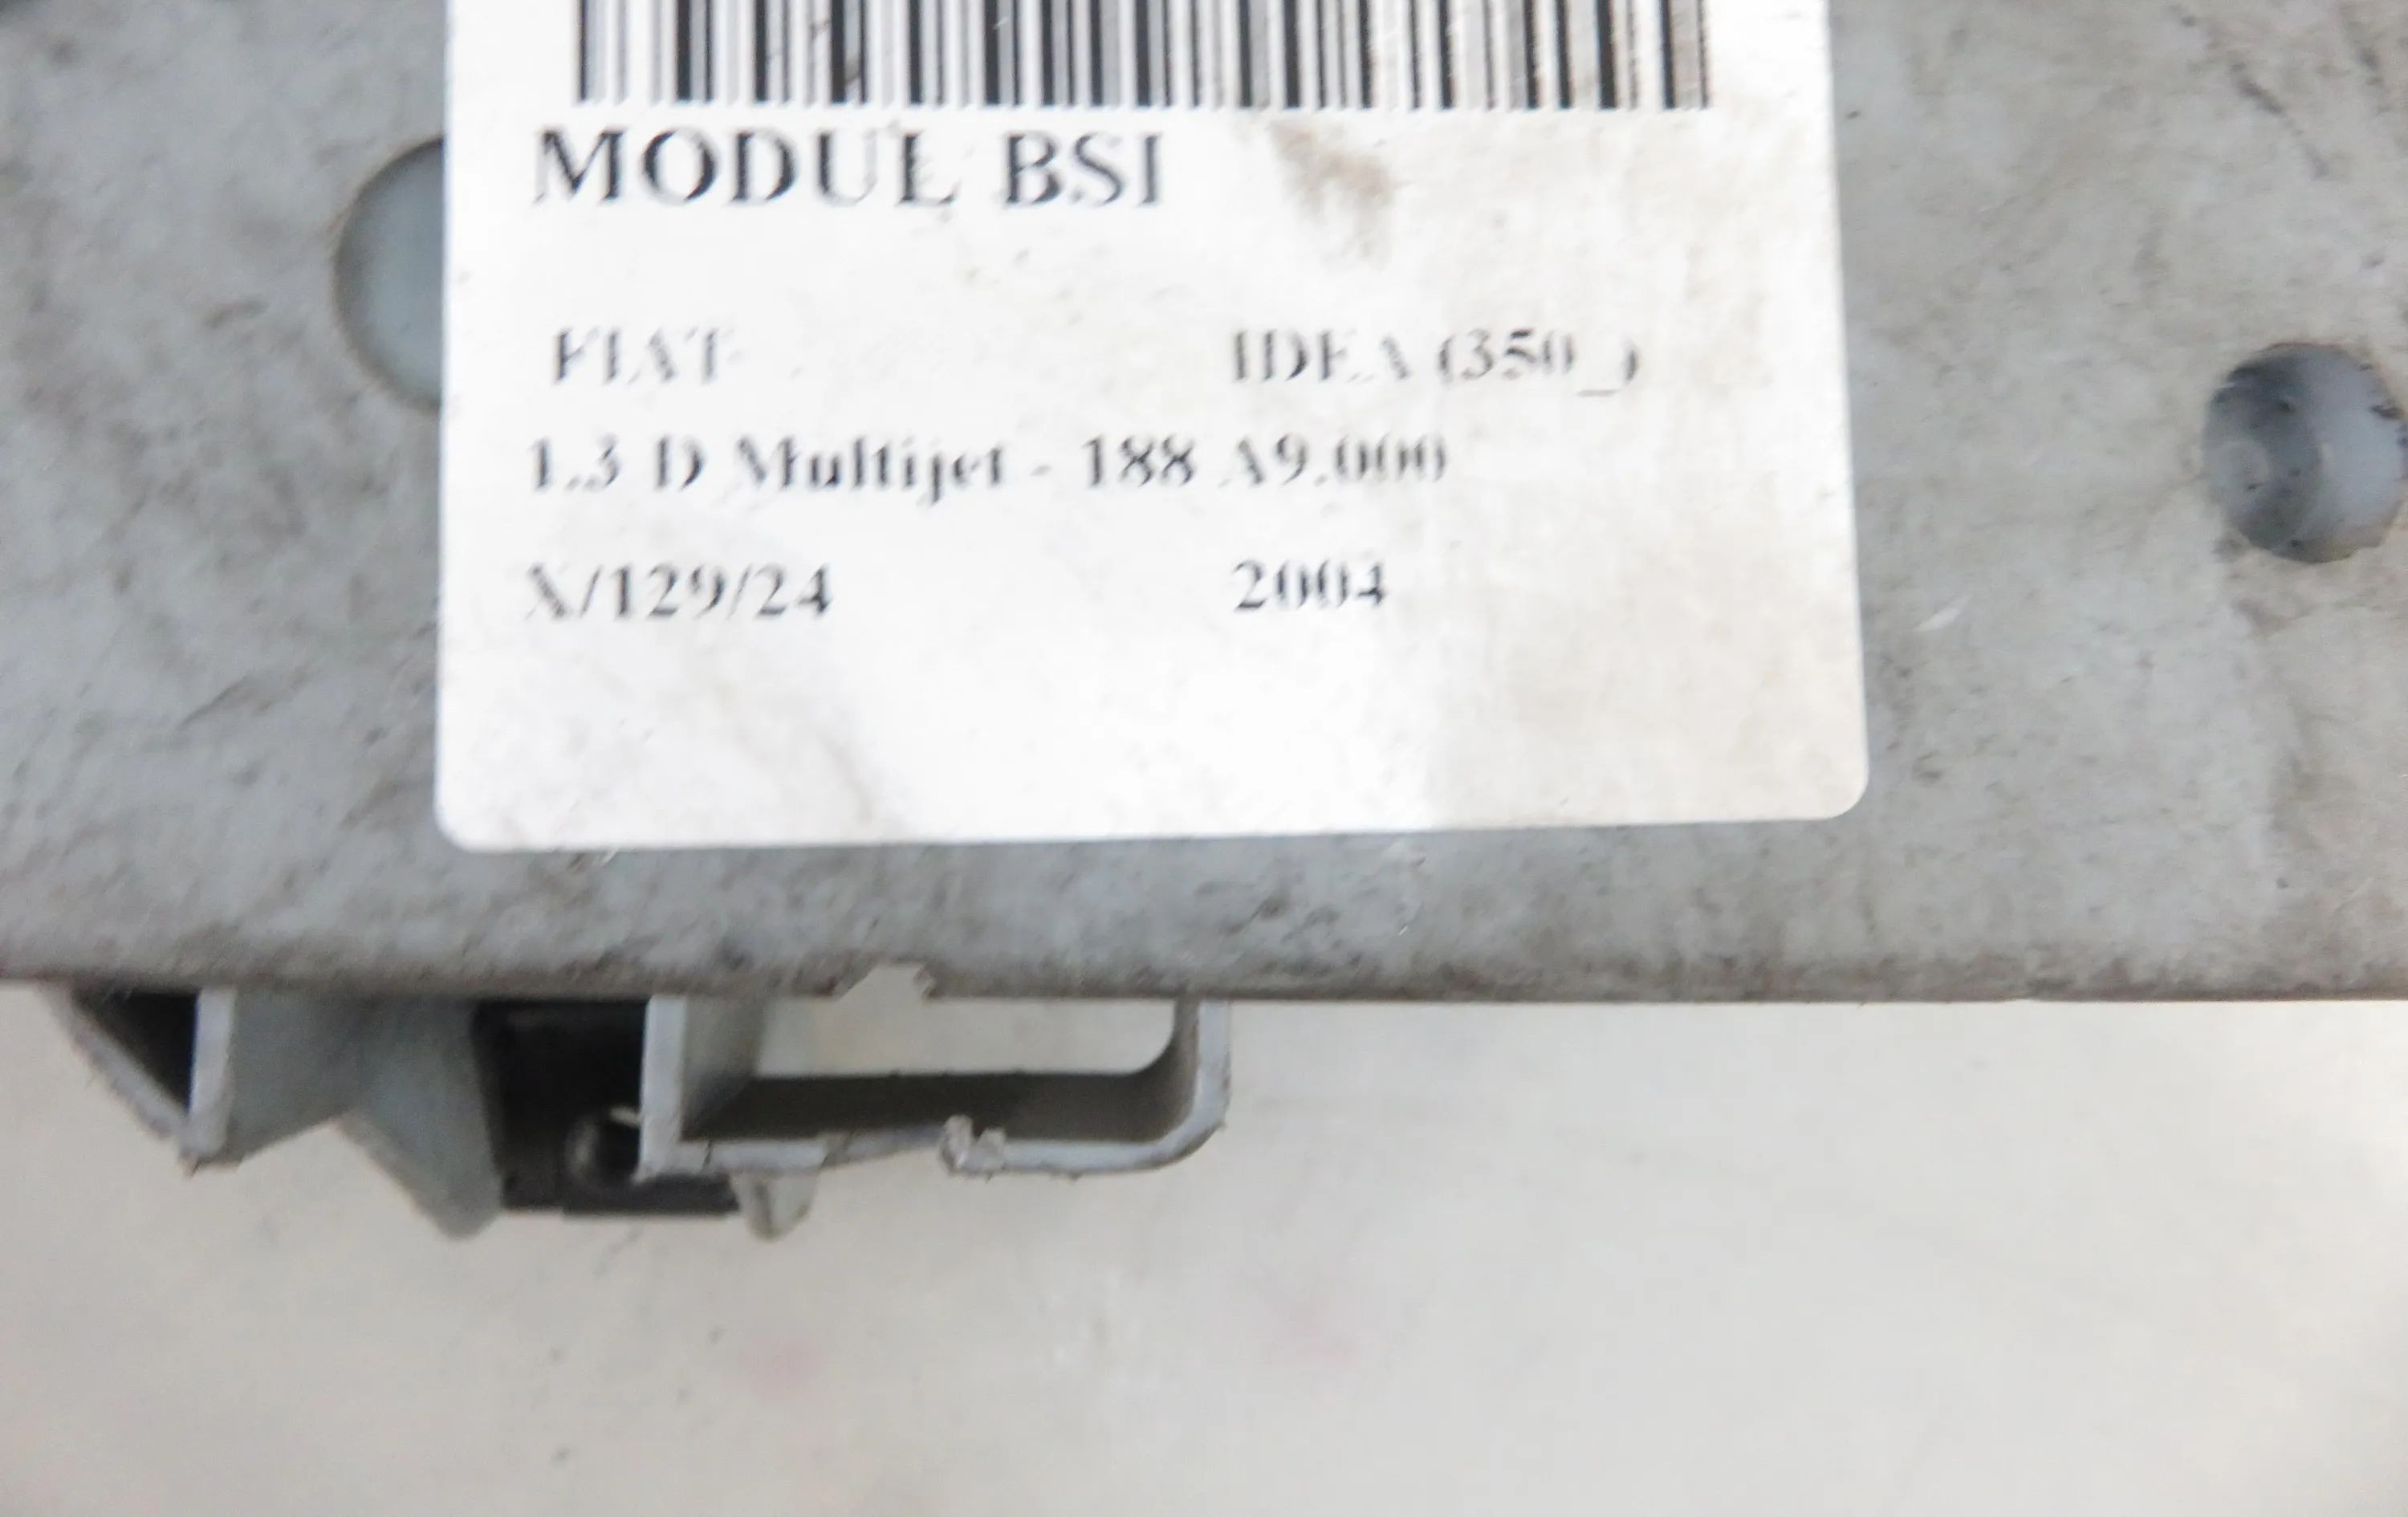 MODUL BSI
FIAT IDEA (350_)
1.3 D Multijet - 188 A9.000
X/129/24 2004